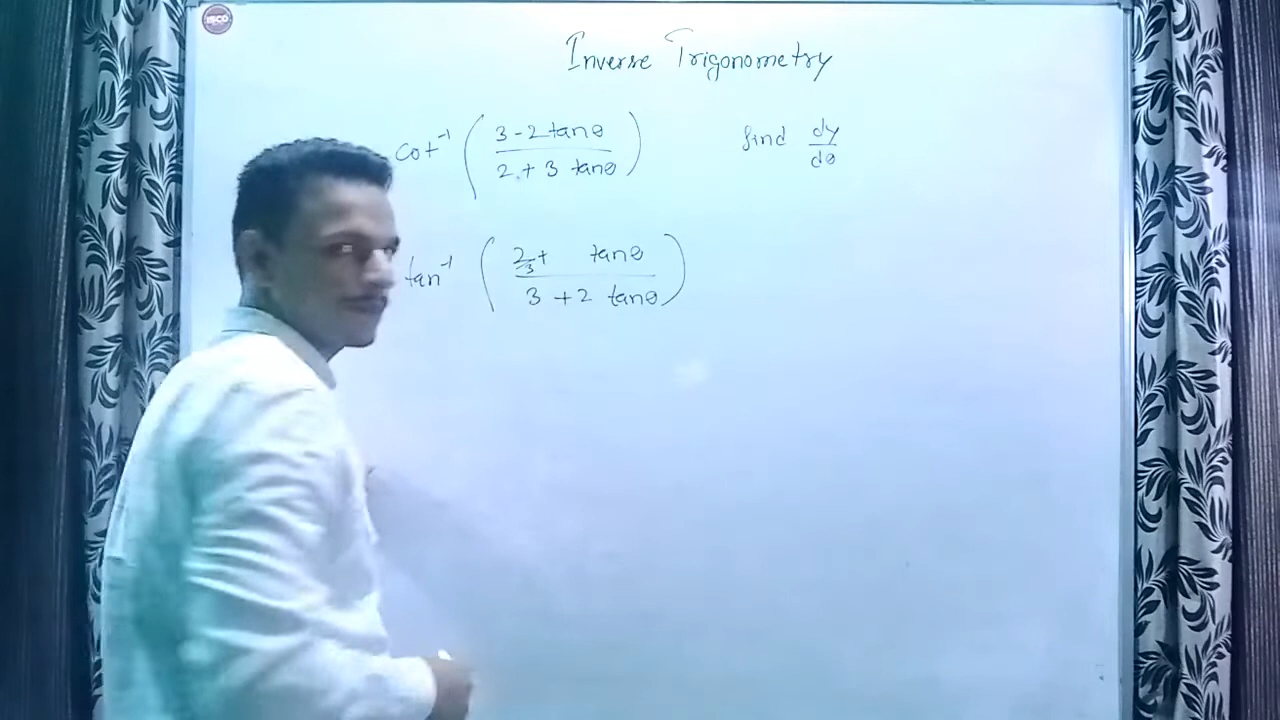 ISCO
Inverse Trigonometry
cot⁻¹ ( (3 - 2 tanθ) / (2 + 3 tanθ) ) find dy/dθ
tan⁻¹ ( (2/3 + tanθ) / (3 + 2 tanθ) )